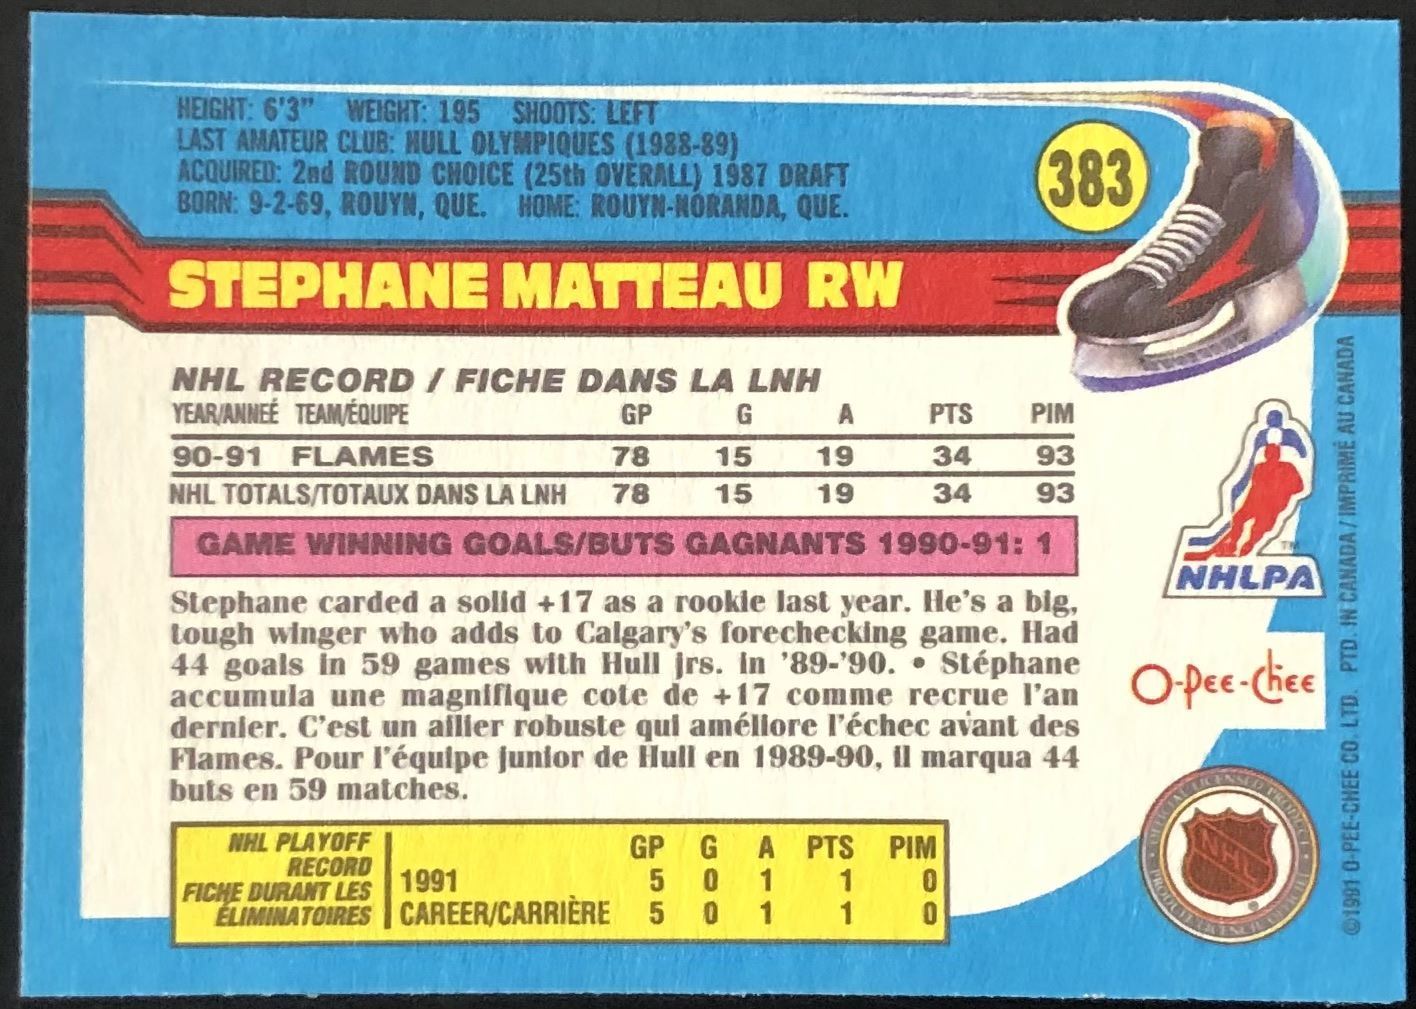 HEIGHT: 6'3" WEIGHT: 195 SHOOTS: LEFT
LAST AMATEUR CLUB: HULL OLYMPIQUES (1988-89)
ACQUIRED: 2nd ROUND CHOICE (25th OVERALL) 1987 DRAFT
BORN: 9-2-69, ROUYN, QUE. HOME: ROUYN-NORANDA, QUE.
383
STEPHANE MATTEAU RW
NHL RECORD / FICHE DANS LA LNH
YEAR/ANNEÉ TEAM/ÉQUIPE GP G A PTS PIM
90-91 FLAMES 78 15 19 34 93
NHL TOTALS/TOTAUX DANS LA LNH 78 15 19 34 93
GAME WINNING GOALS/BUTS GAGNANTS 1990-91: 1
Stephane carded a solid +17 as a rookie last year. He's a big,
tough winger who adds to Calgary's forechecking game. Had
44 goals in 59 games with Hull jrs. in '89-'90. • Stéphane
accumula une magnifique cote de +17 comme recrue l'an
dernier. C'est un ailier robuste qui améliore l'échec avant des
Flames. Pour l'équipe junior de Hull en 1989-90, il marqua 44
buts en 59 matches.
NHL PLAYOFF
RECORD
FICHE DURANT LES
ÉLIMINATOIRES
GP G A PTS PIM
1991 5 0 1 1 0
CAREER/CARRIÈRE 5 0 1 1 0
TM
NHLPA
O-PEE-CHEE
NHL
OFFICIAL LICENSED PRODUCT
©1991 O-PEE-CHEE CO. LTD. PTD. IN CANADA / IMPRIMÉ AU CANADA